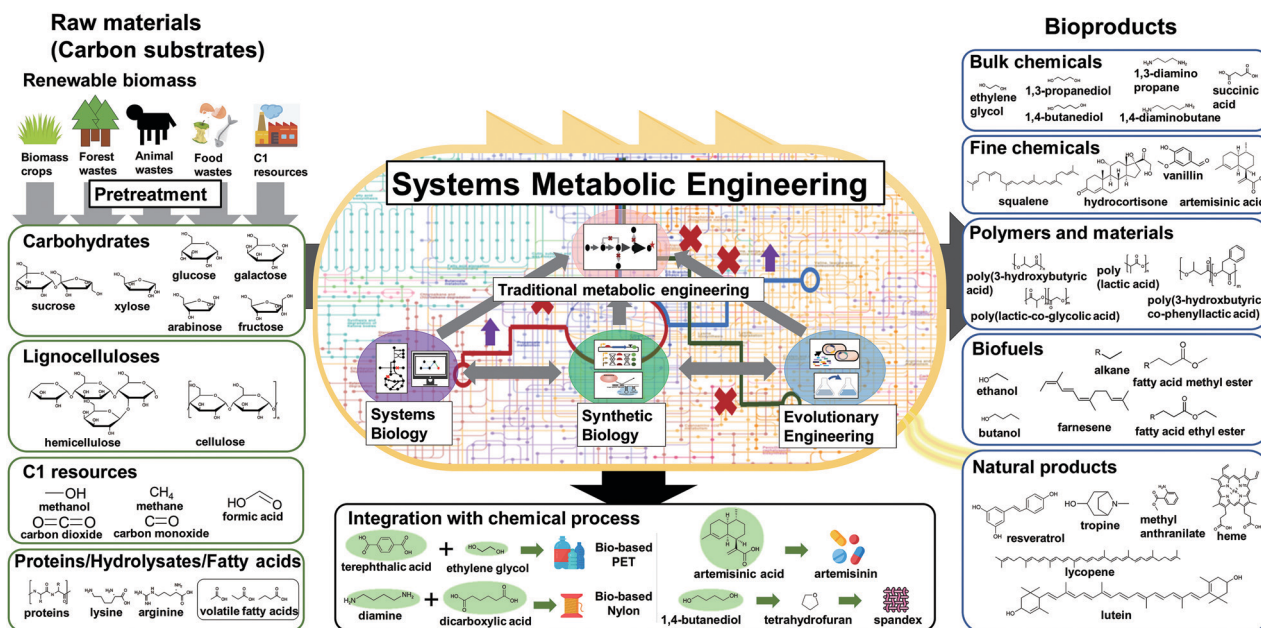 Raw materials
(Carbon substrates)
Renewable biomass
Biomass
crops
Forest
wastes
Animal
wastes
Food
wastes
C1
resources
Pretreatment
Carbohydrates
glucose
galactose
sucrose
xylose
arabinose
fructose
Lignocelluloses
hemicellulose
cellulose
C1 resources
methanol
methane
formic acid
carbon dioxide
carbon monoxide
Proteins/Hydrolysates/Fatty acids
proteins
lysine
arginine
volatile fatty acids
Systems Metabolic Engineering
Traditional metabolic engineering
Systems
Biology
Synthetic
Biology
Evolutionary
Engineering
Integration with chemical process
terephthalic acid
+
ethylene glycol
Bio-based
PET
diamine
+
dicarboxylic acid
Bio-based
Nylon
artemisinic acid
artemisinin
1,4-butanediol
tetrahydrofuran
spandex
Bioproducts
Bulk chemicals
ethylene
glycol
1,3-propanediol
1,4-butanediol
1,3-diamino
propane
1,4-diaminobutane
succinic
acid
Fine chemicals
squalene
hydrocortisone
vanillin
artemisinic acid
Polymers and materials
poly(3-hydroxybutyric
acid)
poly
(lactic acid)
poly(lactic-co-glycolic acid)
poly(3-hydroxbutyric
co-phenyllactic acid)
Biofuels
ethanol
butanol
farnesene
alkane
fatty acid methyl ester
fatty acid ethyl ester
Natural products
resveratrol
tropine
methyl
anthranilate
heme
lycopene
lutein